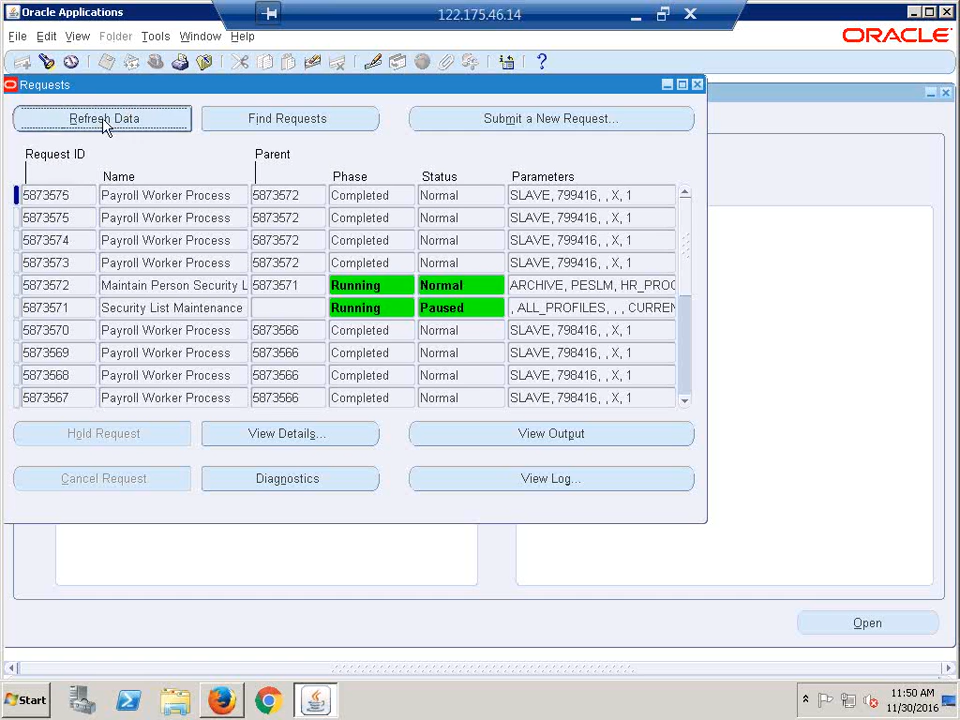 Oracle Applications
122.175.46.14
File Edit View Folder Tools Window Help
ORACLE
Requests
Refresh Data Find Requests Submit a New Request...
Request ID Parent
Name Phase Status Parameters
5873576 Payroll Worker Process 5873572 Completed Normal SLAVE, 799416, , X, 1
5873575 Payroll Worker Process 5873572 Completed Normal SLAVE, 799416, , X, 1
5873574 Payroll Worker Process 5873572 Completed Normal SLAVE, 799416, , X, 1
5873573 Payroll Worker Process 5873572 Completed Normal SLAVE, 799416, , X, 1
5873572 Maintain Person Security L 5873571 Running Normal ARCHIVE, PESLM, HR_PROC
5873571 Security List Maintenance Running Paused , ALL_PROFILES, , , CURREN
5873570 Payroll Worker Process 5873566 Completed Normal SLAVE, 798416, , X, 1
5873569 Payroll Worker Process 5873566 Completed Normal SLAVE, 798416, , X, 1
5873568 Payroll Worker Process 5873566 Completed Normal SLAVE, 798416, , X, 1
5873567 Payroll Worker Process 5873566 Completed Normal SLAVE, 798416, , X, 1
Hold Request View Details... View Output
Cancel Request Diagnostics View Log...
Open
Start
11:50 AM
11/30/2016